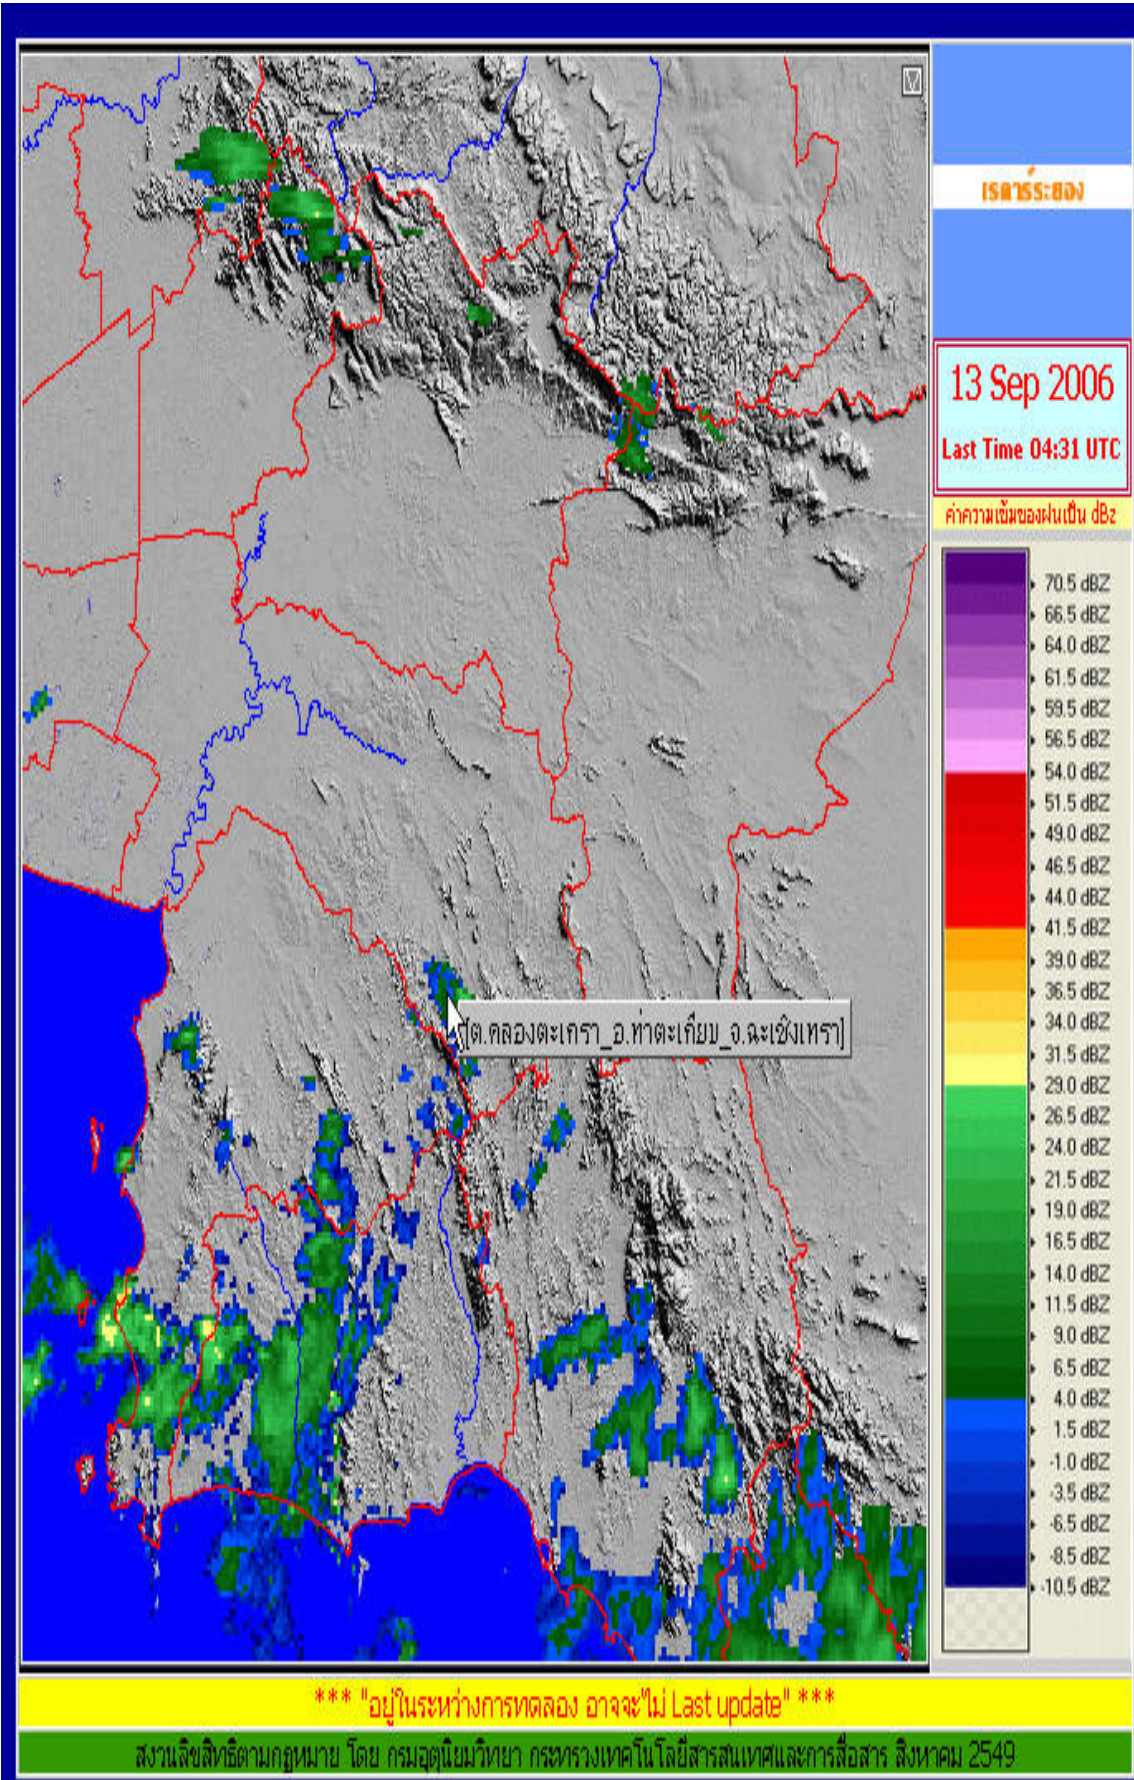 เรดาร์ระยอง
13 Sep 2006
Last Time 04:31 UTC
ค่าความเข้มของฝนเป็น dBz
70.5 dBZ
66.5 dBZ
64.0 dBZ
61.5 dBZ
59.5 dBZ
56.5 dBZ
54.0 dBZ
51.5 dBZ
49.0 dBZ
46.5 dBZ
44.0 dBZ
41.5 dBZ
39.0 dBZ
36.5 dBZ
34.0 dBZ
31.5 dBZ
29.0 dBZ
26.5 dBZ
24.0 dBZ
21.5 dBZ
19.0 dBZ
16.5 dBZ
14.0 dBZ
11.5 dBZ
9.0 dBZ
6.5 dBZ
4.0 dBZ
1.5 dBZ
-1.0 dBZ
-3.5 dBZ
-6.5 dBZ
-8.5 dBZ
-10.5 dBZ
[ต.คลองตะเกรา_อ.ท่าตะเกียบ_จ.ฉะเชิงเทรา]
*** "อยู่ในระหว่างการทดลอง อาจจะไม่ Last update" ***
สงวนลิขสิทธิ์ตามกฎหมาย โดย กรมอุตุนิยมวิทยา กระทรวงเทคโนโลยีสารสนเทศและการสื่อสาร สิงหาคม 2549